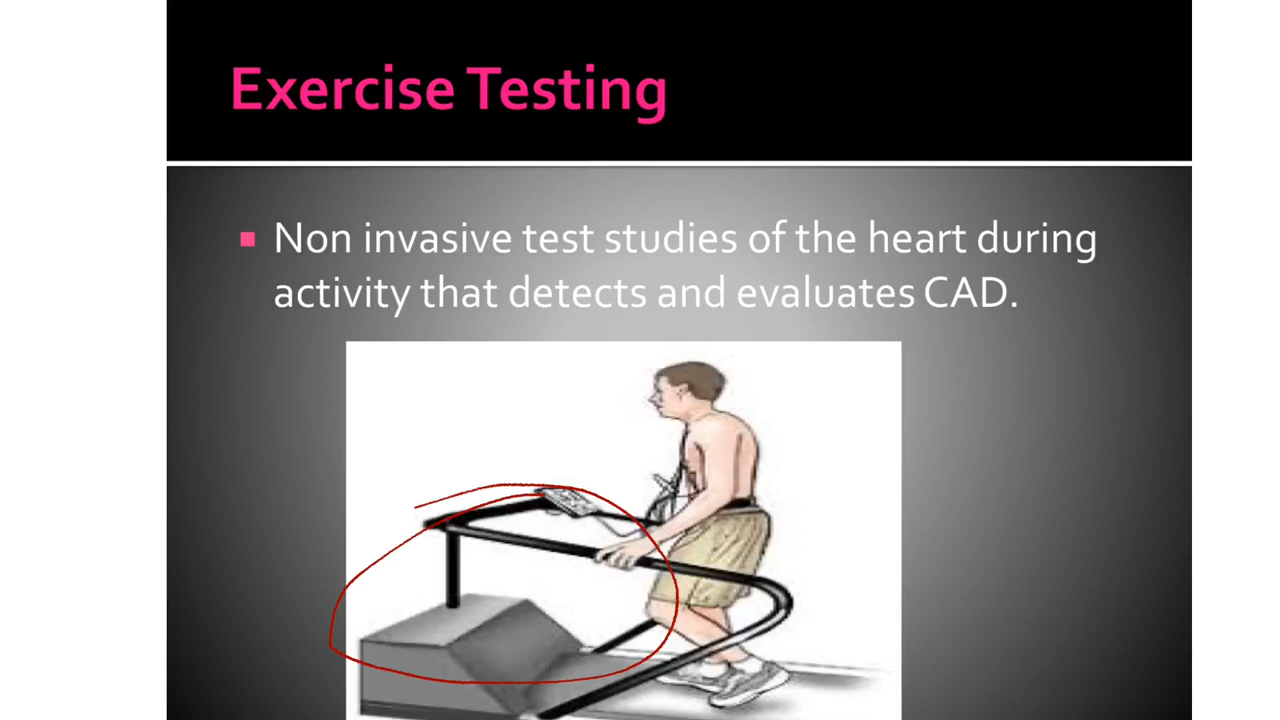 Exercise Testing
Non invasive test studies of the heart during
activity that detects and evaluates CAD.